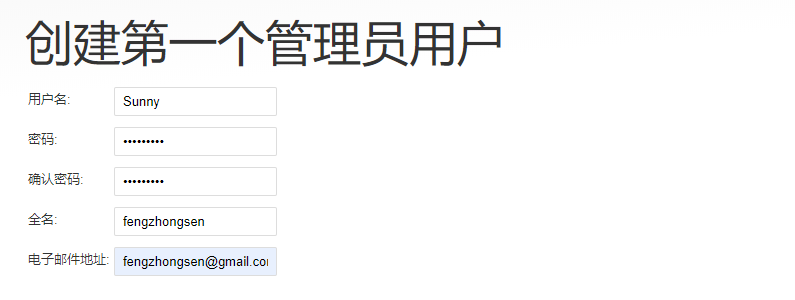 创建第一个管理员用户
用户名: Sunny
密码: •••••••••
确认密码: •••••••••
全名: fengzhongsen
电子邮件地址: fengzhongsen@gmail.co